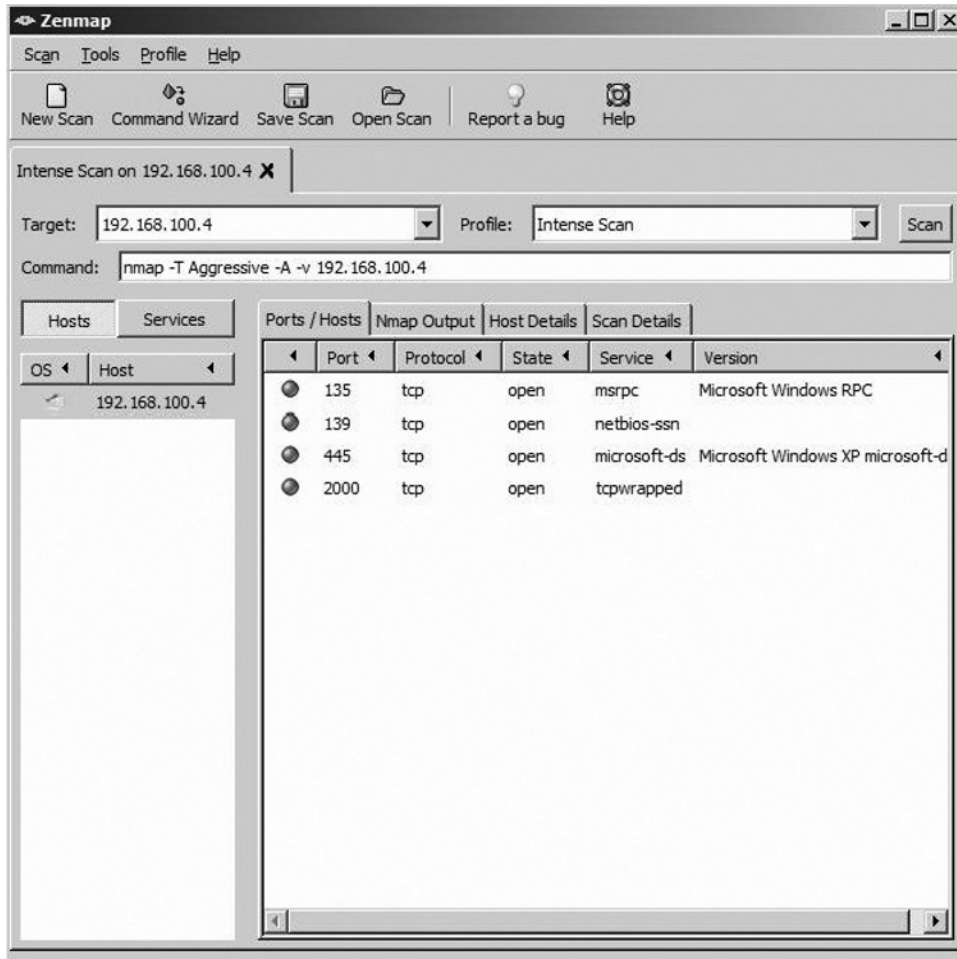 Zenmap
Scan Tools Profile Help
New Scan Command Wizard Save Scan Open Scan Report a bug Help
Intense Scan on 192.168.100.4 X
Target: 192.168.100.4 Profile: Intense Scan Scan
Command: nmap -T Aggressive -A -v 192.168.100.4
Hosts Services
Ports / Hosts Nmap Output Host Details Scan Details
OS Host
192.168.100.4
Port Protocol State Service Version
135 tcp open msrpc Microsoft Windows RPC
139 tcp open netbios-ssn
445 tcp open microsoft-ds Microsoft Windows XP microsoft-d
2000 tcp open tcpwrapped